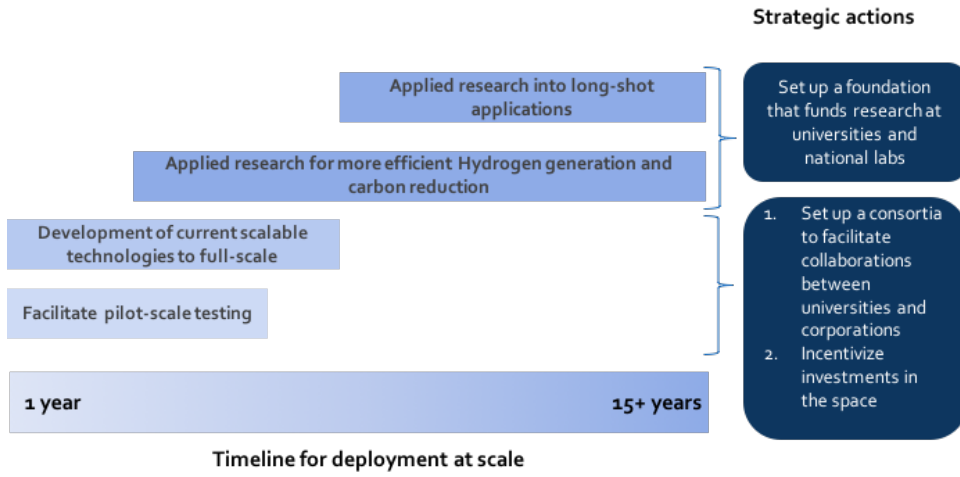 Strategic actions
Applied research into long-shot
applications
Applied research for more efficient Hydrogen generation and
carbon reduction
Development of current scalable
technologies to full-scale
Facilitate pilot-scale testing
1 year
15+ years
Timeline for deployment at scale
Set up a foundation
that funds research at
universities and
national labs
1. Set up a consortia
to facilitate
collaborations
between
universities and
corporations
2. Incentivize
investments in
the space